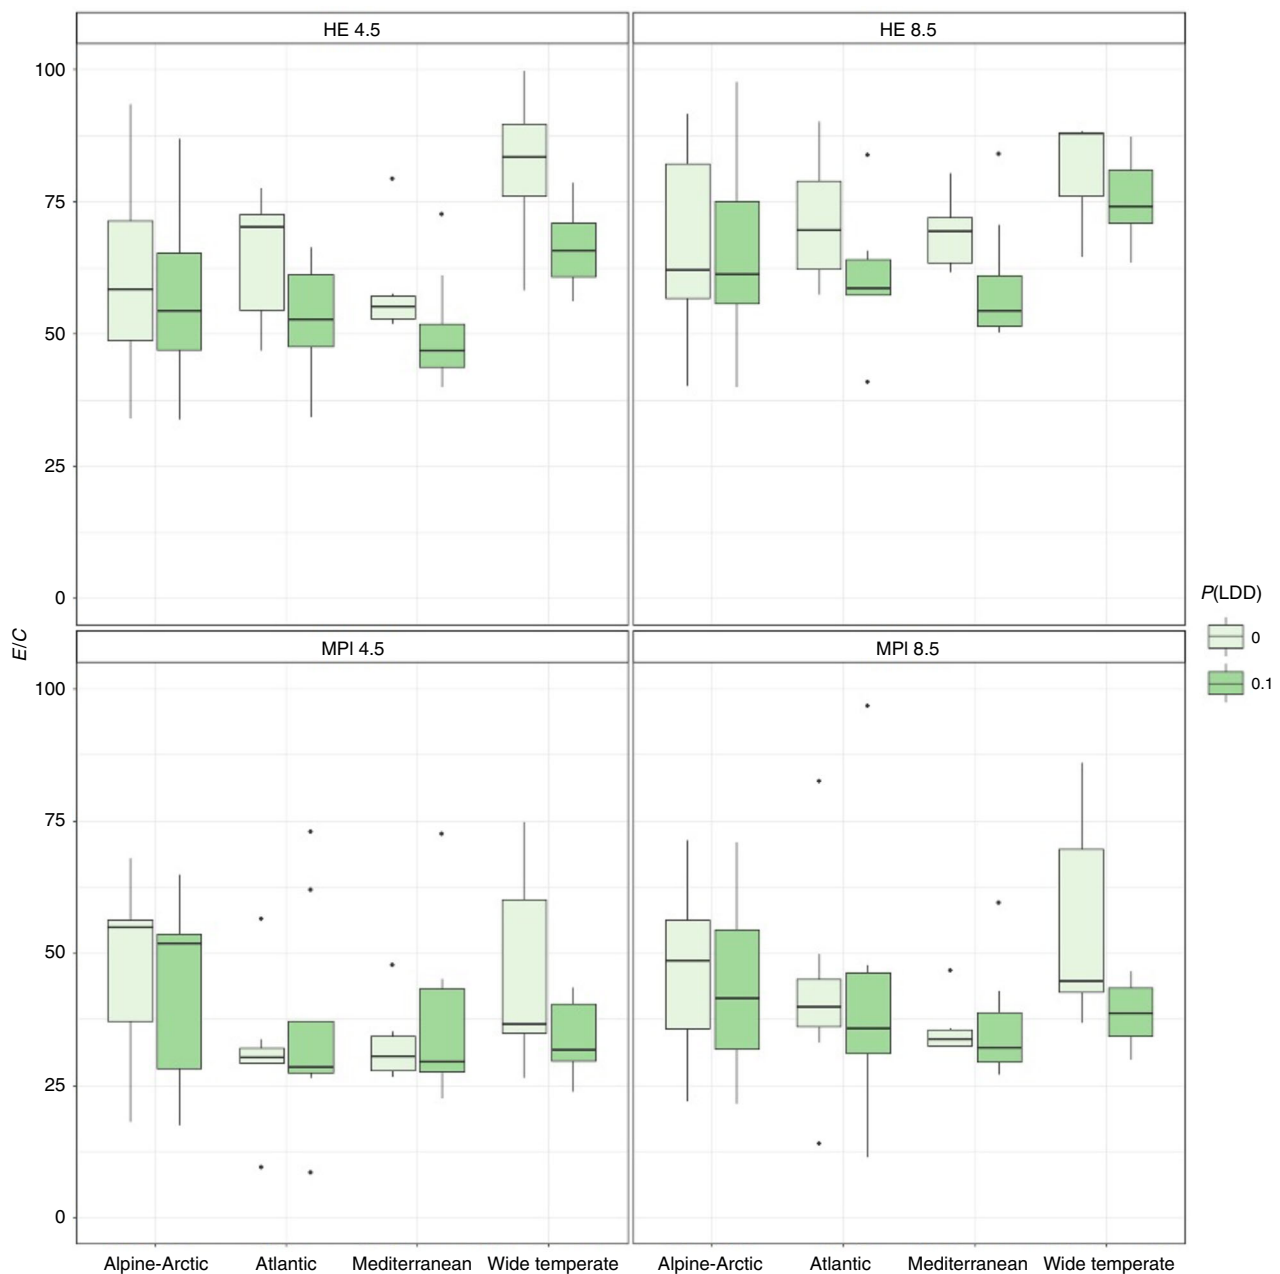 HE 4.5
HE 8.5
100
75
50
25
0
E/C
P(LDD)
0
0.1
MPI 4.5
MPI 8.5
100
75
50
25
0
Alpine-Arctic
Atlantic
Mediterranean
Wide temperate
Alpine-Arctic
Atlantic
Mediterranean
Wide temperate